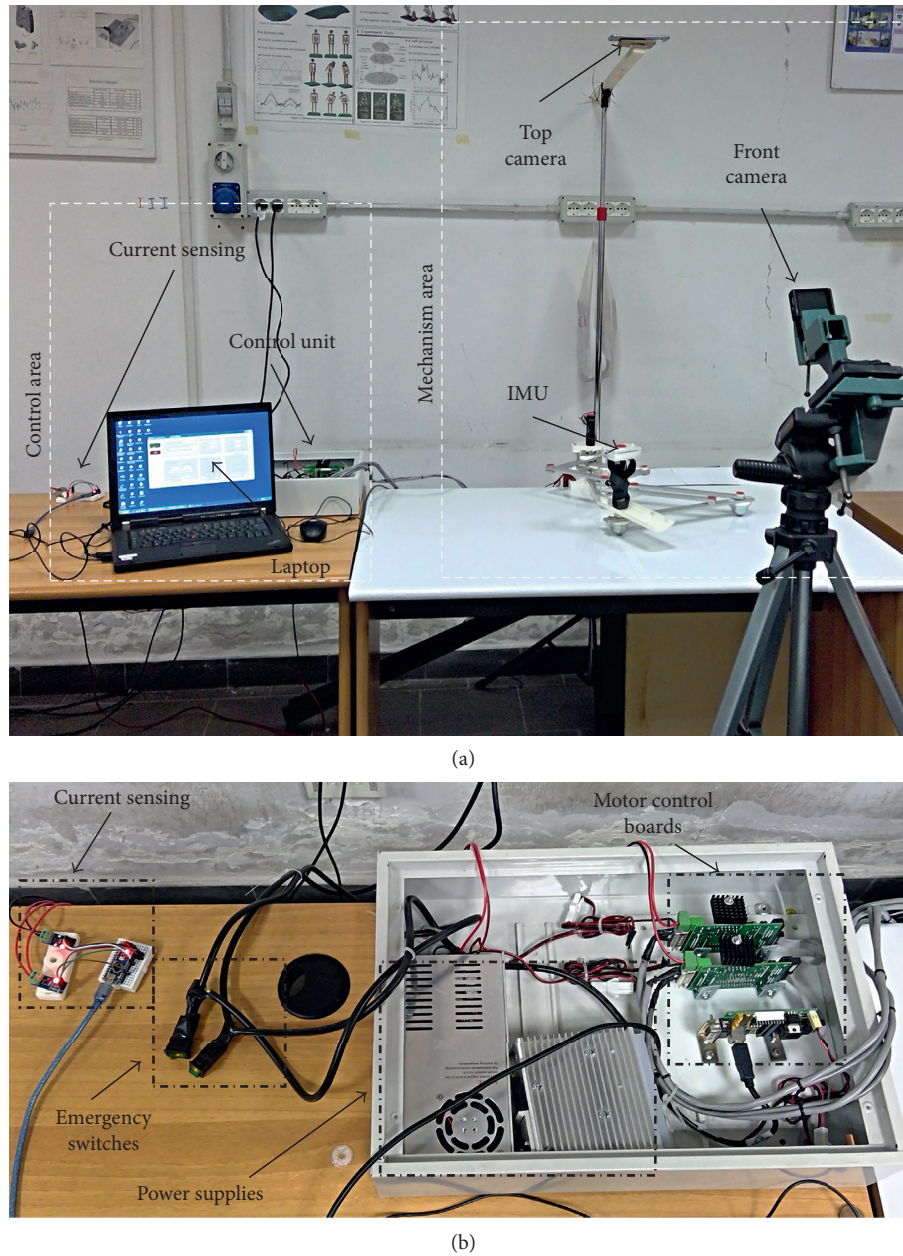 Top
camera
Front
camera
Current sensing
Control unit
Control area
Mechanism area
IMU
Laptop
(a)
Current sensing
Motor control
boards
Emergency
switches
Power supplies
(b)